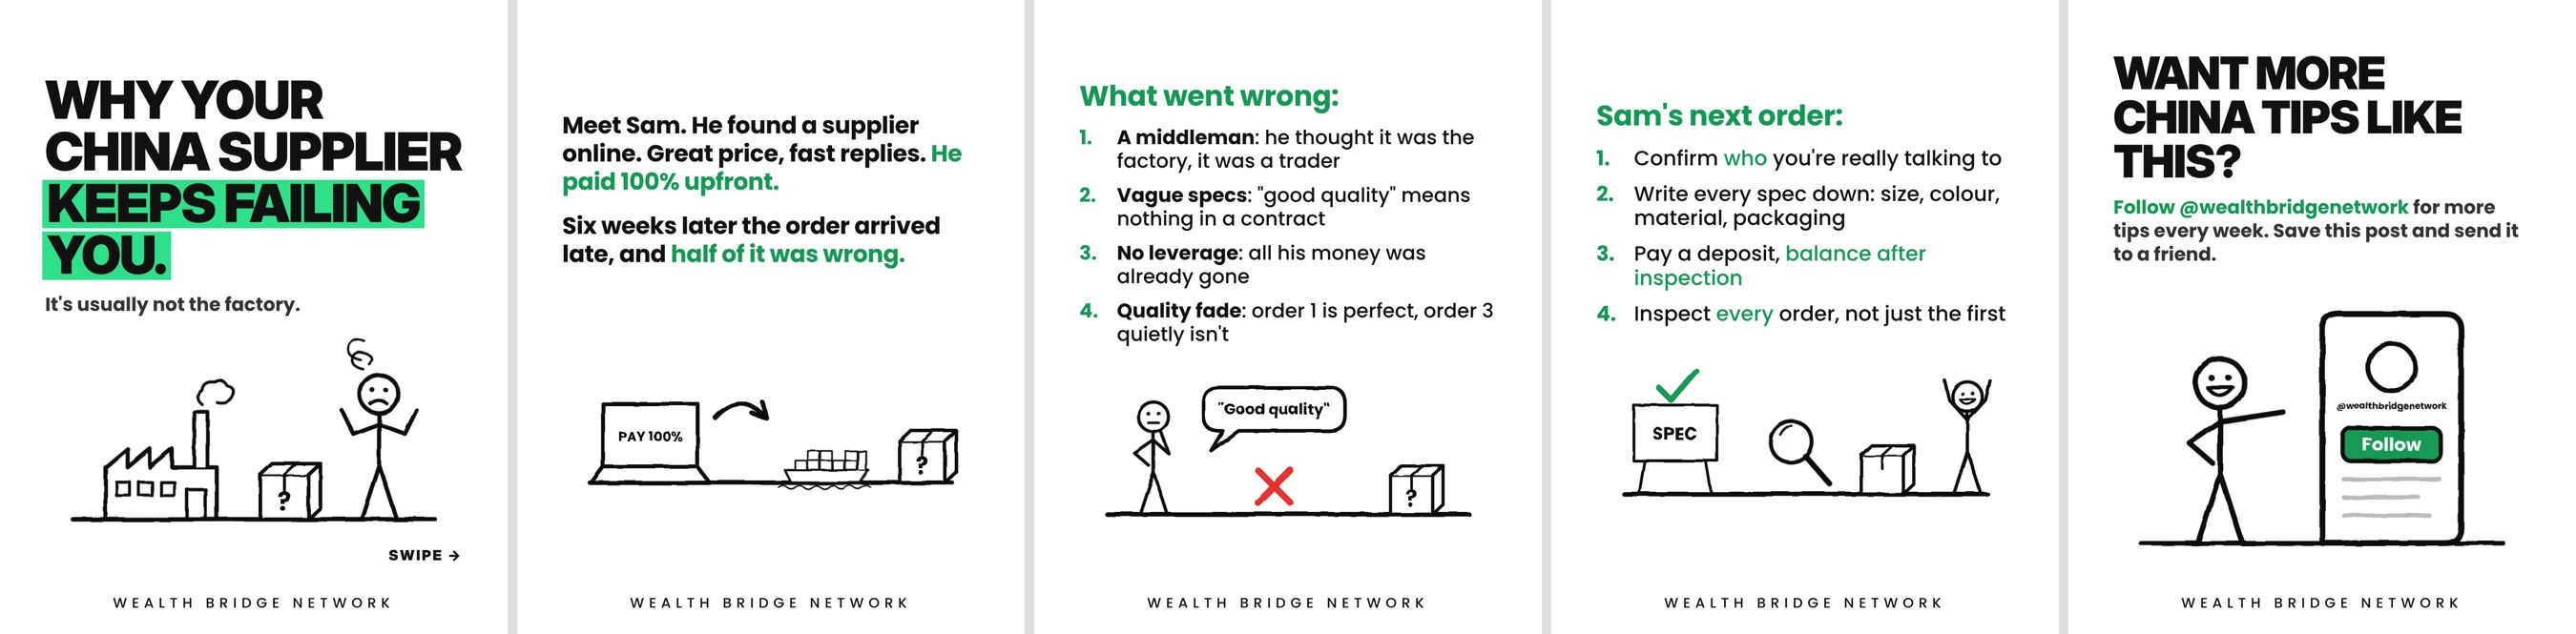 WHY YOUR
CHINA SUPPLIER
KEEPS FAILING
YOU.
It's usually not the factory.
?
SWIPE →
WEALTH BRIDGE NETWORK
Meet Sam. He found a supplier
online. Great price, fast replies. He
paid 100% upfront.
Six weeks later the order arrived
late, and half of it was wrong.
PAY 100%
?
WEALTH BRIDGE NETWORK
What went wrong:
1. A middleman: he thought it was the
factory, it was a trader
2. Vague specs: "good quality" means
nothing in a contract
3. No leverage: all his money was
already gone
4. Quality fade: order 1 is perfect, order 3
quietly isn't
"Good quality"
?
WEALTH BRIDGE NETWORK
Sam's next order:
1. Confirm who you're really talking to
2. Write every spec down: size, colour,
material, packaging
3. Pay a deposit, balance after
inspection
4. Inspect every order, not just the first
SPEC
WEALTH BRIDGE NETWORK
WANT MORE
CHINA TIPS LIKE
THIS?
Follow @wealthbridgenetwork for more
tips every week. Save this post and send it
to a friend.
@wealthbridgenetwork
Follow
WEALTH BRIDGE NETWORK